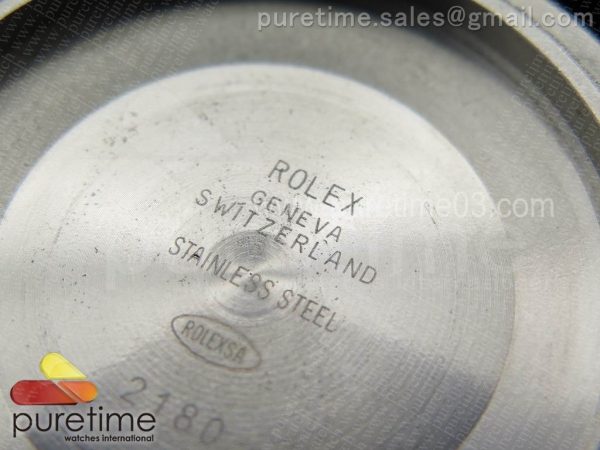 puretime.sales@gmail.com
ROLEX
GENEVA
SWITZERLAND
STAINLESS STEEL
ROLEXSA
2180
puretime
watches international